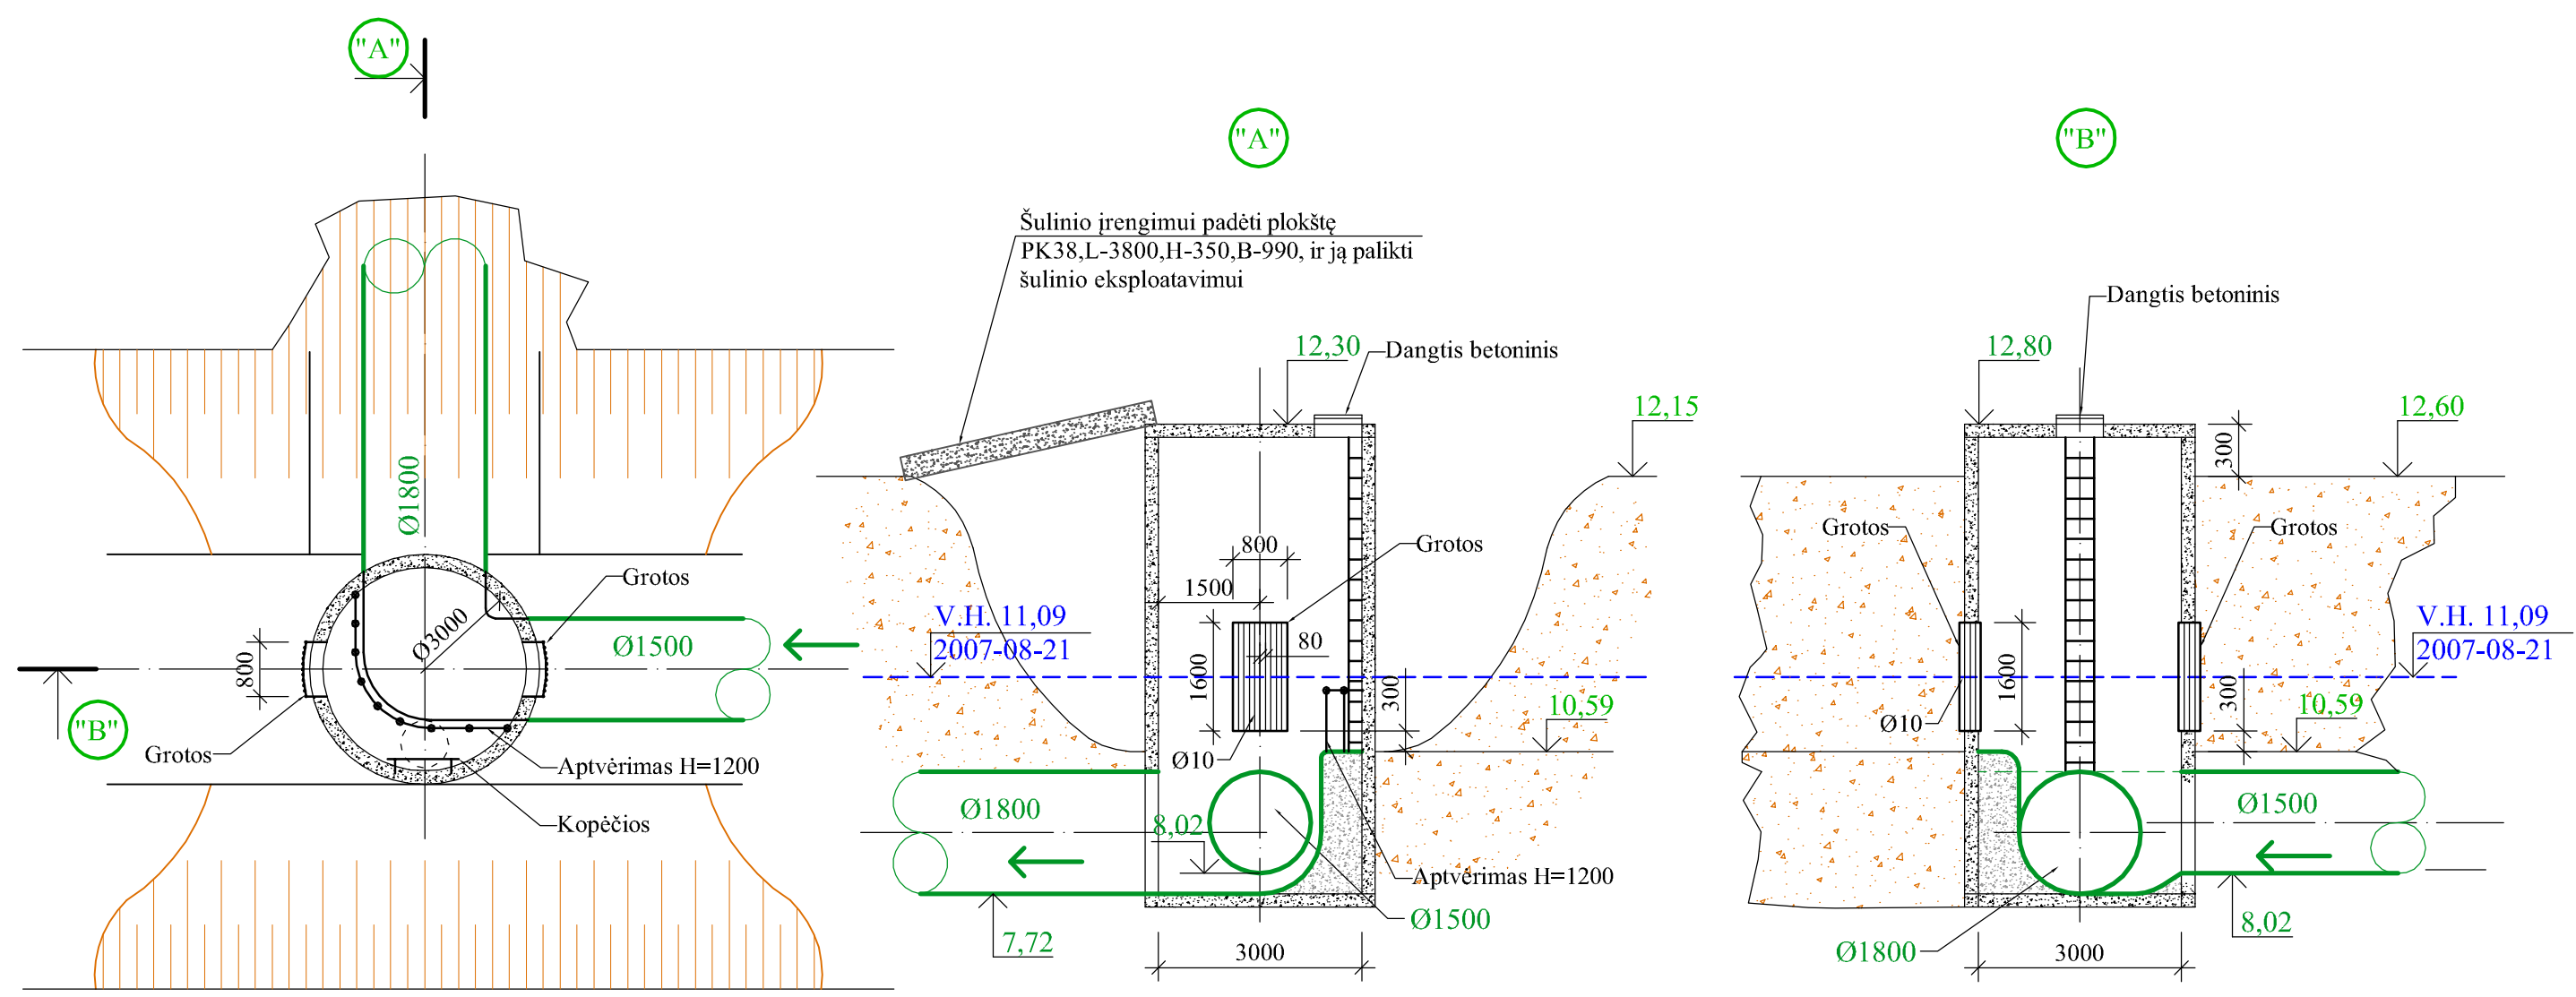 "A"
Ø1800
Ø3000
Grotos
Ø1500
800
"B"
Grotos
Aptvėrimas H=1200
Kopėčios
"A"
Šulinio įrengimui padėti plokštę
PK38,L-3800,H-350,B-990, ir ją palikti
šulinio eksploatavimui
12,30
Dangtis betoninis
12,15
800
Grotos
1500
V.H. 11,09
2007-08-21
80
1600
300
10,59
Ø10
Ø1800
8,02
Aptvėrimas H=1200
Ø1500
7,72
3000
"B"
Dangtis betoninis
12,80
12,60
300
Grotos
Grotos
V.H. 11,09
2007-08-21
1600
300
10,59
Ø10
Ø1500
8,02
Ø1800
3000